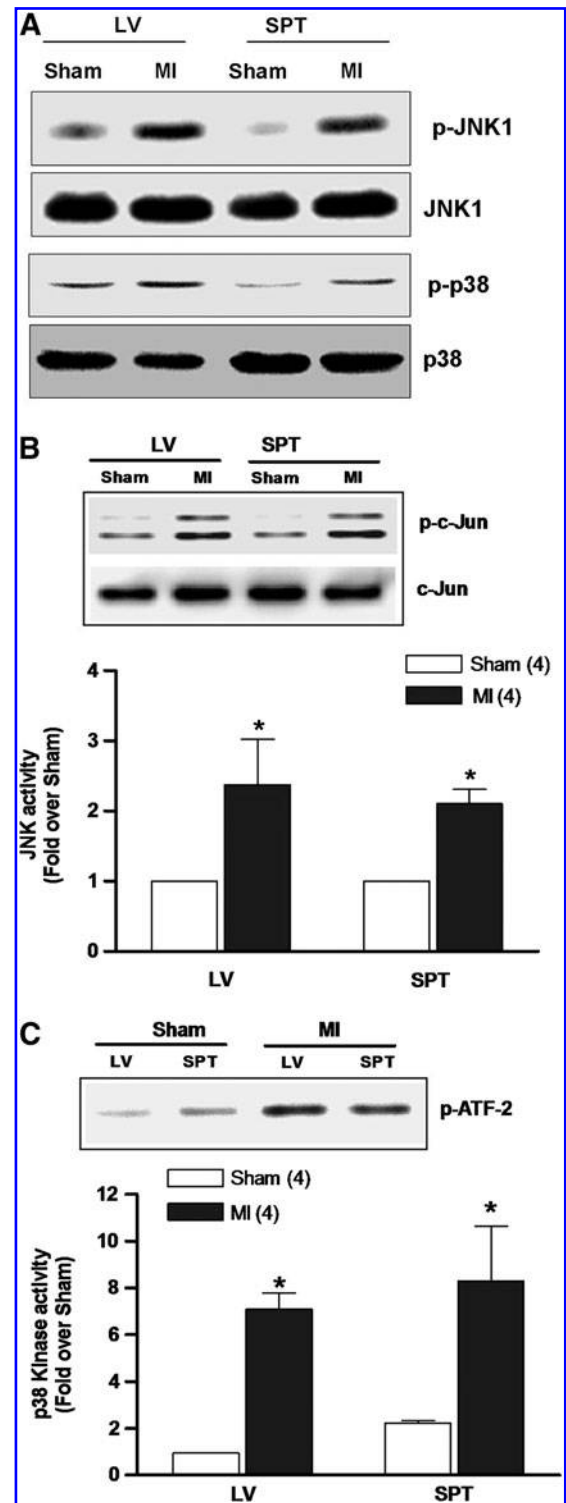 A
LV SPT
Sham MI Sham MI
p-JNK1
JNK1
p-p38
p38
B
LV SPT
Sham MI Sham MI
p-c-Jun
c-Jun
Sham (4)
MI (4)
JNK activity
(Fold over Sham)
4
3
2
1
0
* *
LV SPT
C
Sham MI
LV SPT LV SPT
p-ATF-2
Sham (4)
MI (4)
p38 Kinase activity
(Fold over Sham)
12
10
8
6
4
2
0
* *
LV SPT